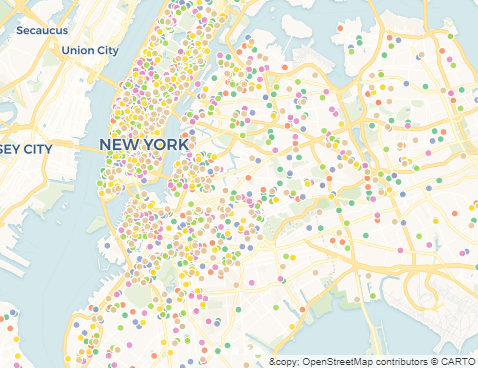 Secaucus
Union City
NEW YORK
SEY CITY
&copy; OpenStreetMap contributors © CARTO